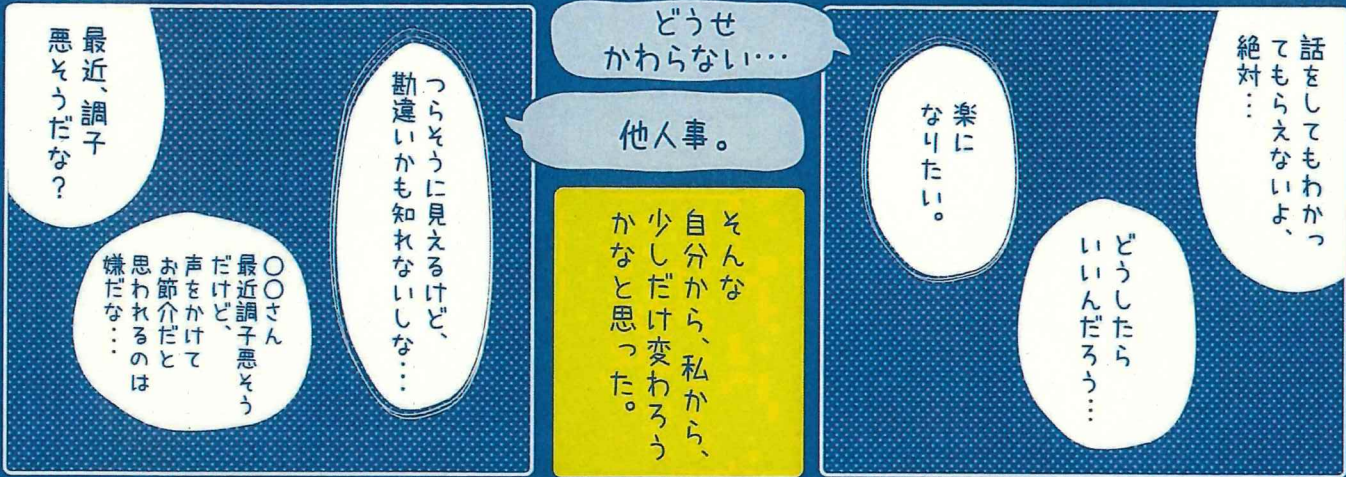 話をしてもわかっ
てもらえないよ、
絶対…
どうしたら
いいんだろう…
楽に
なりたい。
どうせ
かわらない…
他人事。
そんな
自分から、私から、
少しだけ変わろう
かなと思った。
つらそうに見えるけど、
勘違いかも知れないしな…
最近、調子
悪そうだな？
〇〇さん
最近調子悪そう
だけど、
声をかけて
お節介だと
思われるのは
嫌だな…